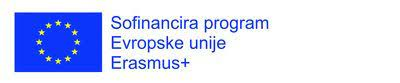 Sofinancira program
Evropske unije
Erasmus+